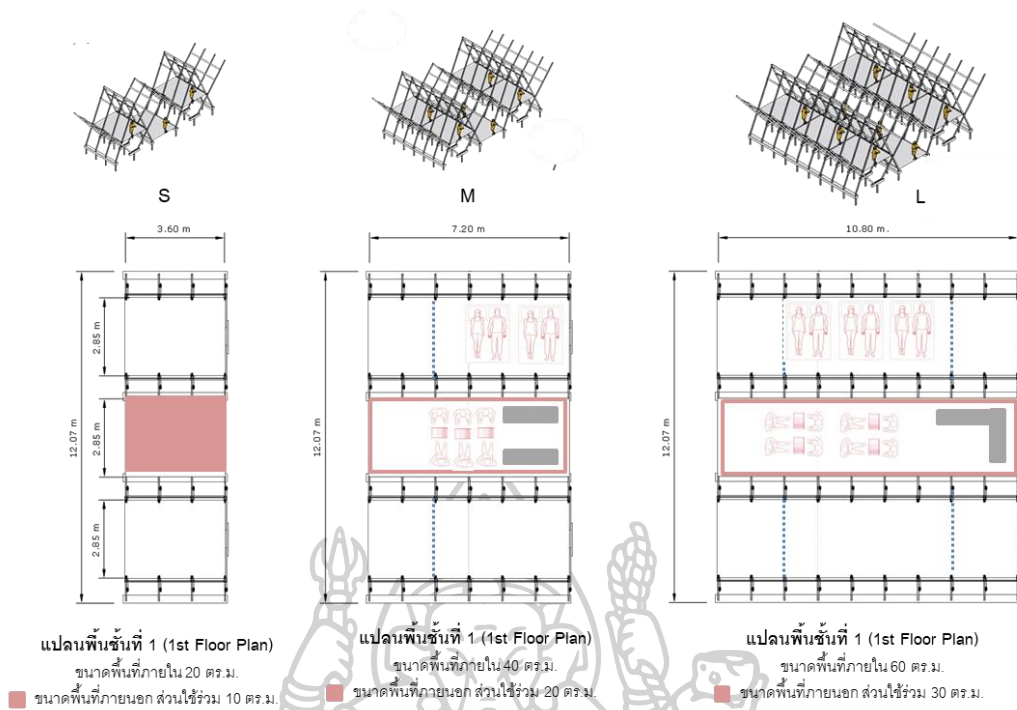 S
M
L
3.60 m
7.20 m
10.80 m.
2.85 m
2.85 m
2.85 m
12.07 m
12.07 m
12.07 m
แปลนพื้นชั้นที่ 1 (1st Floor Plan)
ขนาดพื้นที่ภายใน 20 ตร.ม.
ขนาดพื้นที่ภายนอก ส่วนใช้ร่วม 10 ตร.ม.
แปลนพื้นชั้นที่ 1 (1st Floor Plan)
ขนาดพื้นที่ภายใน 40 ตร.ม.
ขนาดพื้นที่ภายนอก ส่วนใช้ร่วม 20 ตร.ม.
แปลนพื้นชั้นที่ 1 (1st Floor Plan)
ขนาดพื้นที่ภายใน 60 ตร.ม.
ขนาดพื้นที่ภายนอก ส่วนใช้ร่วม 30 ตร.ม.